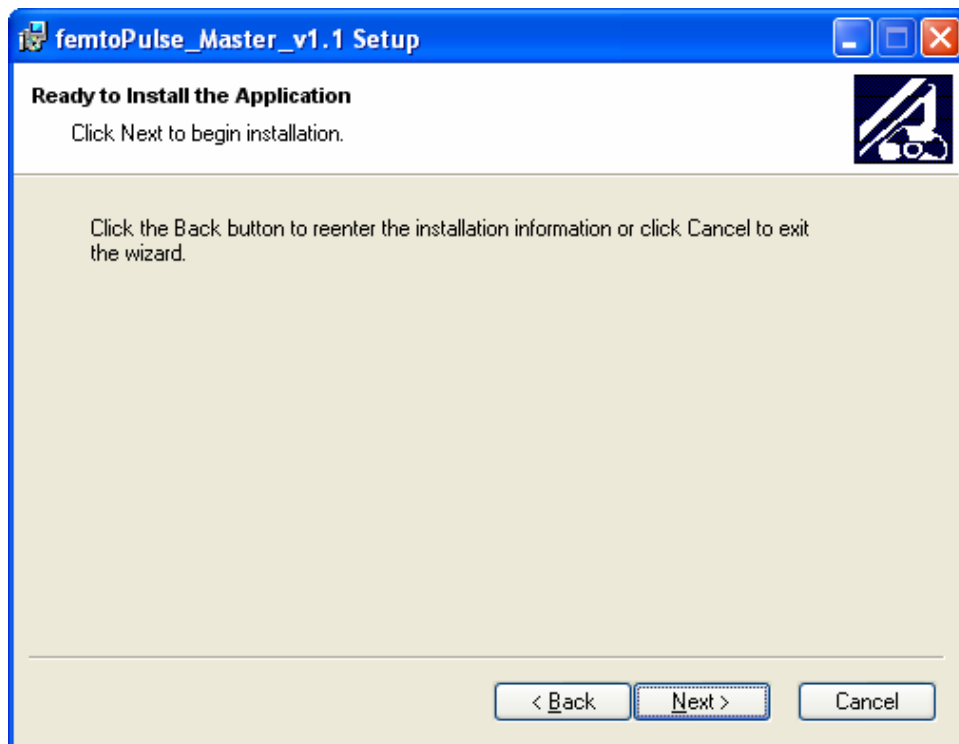 femtoPulse_Master_v1.1 Setup
Ready to Install the Application
Click Next to begin installation.
Click the Back button to reenter the installation information or click Cancel to exit
the wizard.
< Back
Next >
Cancel